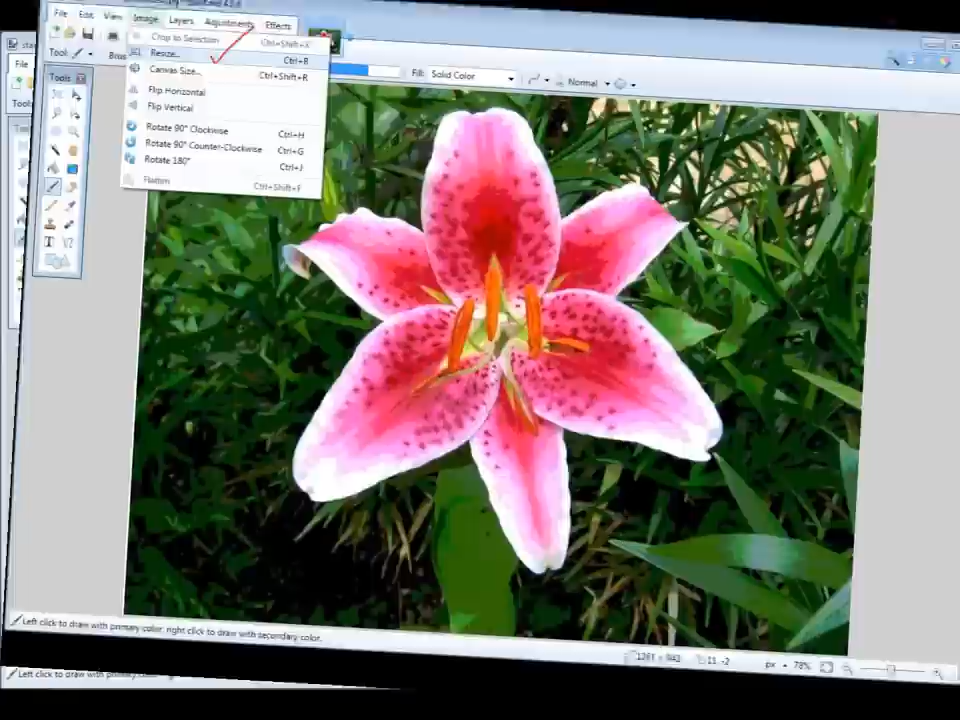 File Edit View Image Layers Adjustments Effects
Crop to Selection Ctrl+Shift+X
Resize... Ctrl+R
Canvas Size... Ctrl+Shift+R
Flip Horizontal
Flip Vertical
Rotate 90° Clockwise Ctrl+H
Rotate 90° Counter-Clockwise Ctrl+G
Rotate 180° Ctrl+J
Flatten Ctrl+Shift+F
Tool:
Fill: Solid Color Normal
File
Tools
Tools
Left click to draw with primary color, right click to draw with secondary color.
px 78%
Left click to draw with